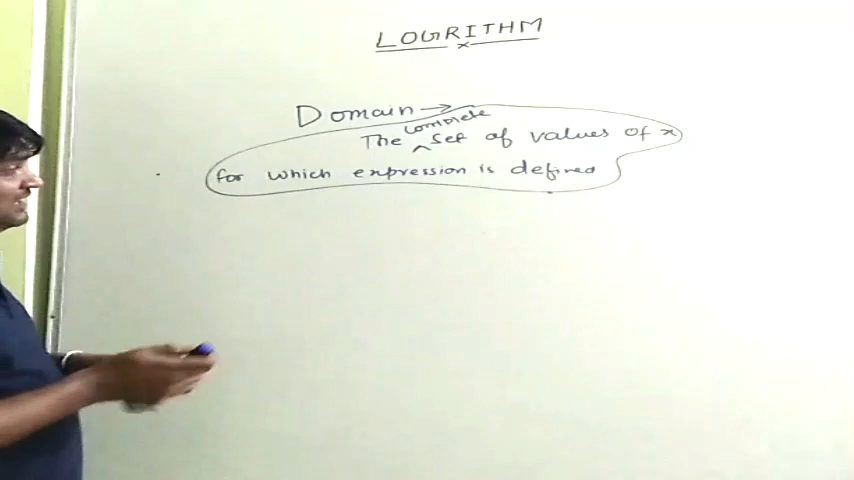 LOGRITHM
Domain →
The complete set of values of x
for which expression is defined